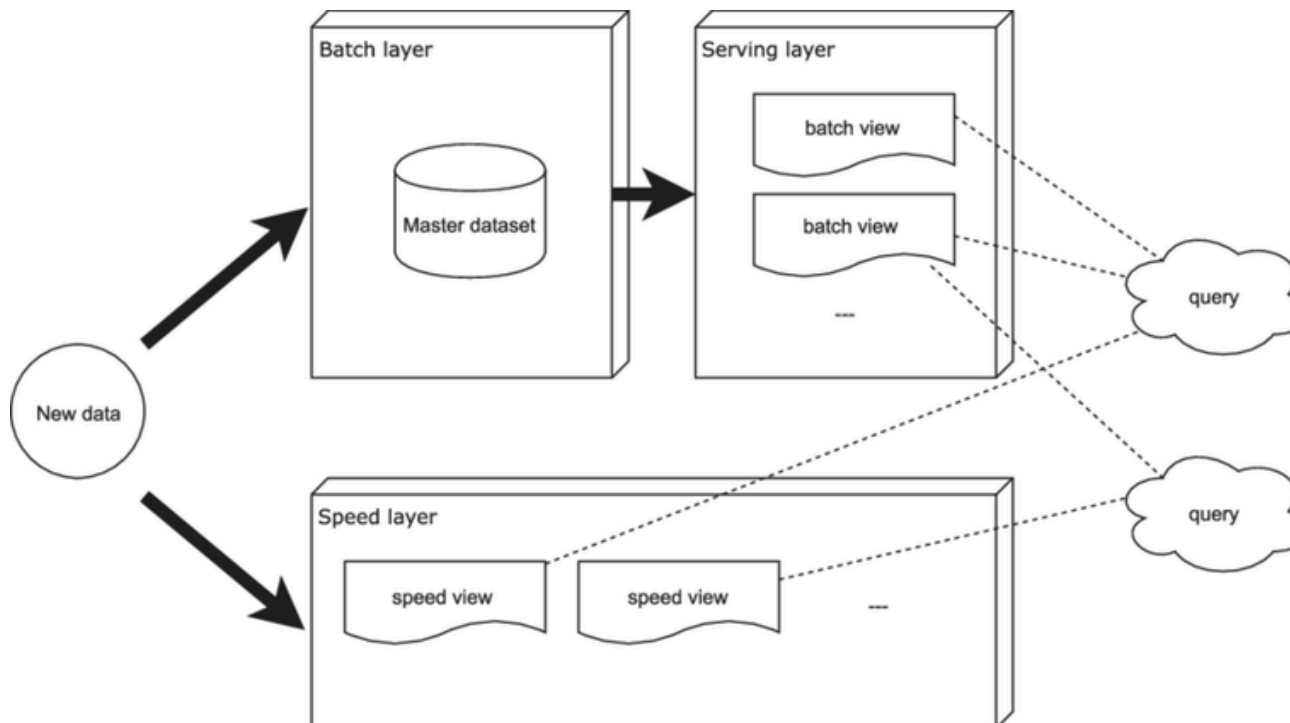 Batch layer
Serving layer
batch view
Master dataset
batch view
---
query
New data
Speed layer
speed view
speed view
---
query